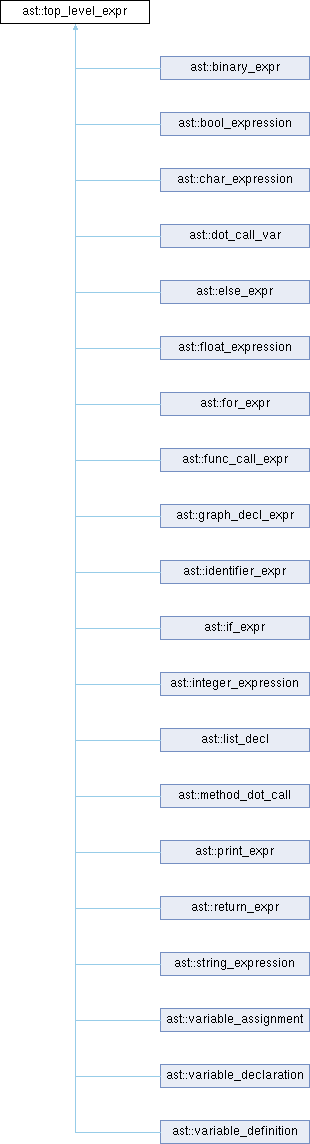 ast::top_level_expr
ast::binary_expr
ast::bool_expression
ast::char_expression
ast::dot_call_var
ast::else_expr
ast::float_expression
ast::for_expr
ast::func_call_expr
ast::graph_decl_expr
ast::identifier_expr
ast::if_expr
ast::integer_expression
ast::list_decl
ast::method_dot_call
ast::print_expr
ast::return_expr
ast::string_expression
ast::variable_assignment
ast::variable_declaration
ast::variable_definition